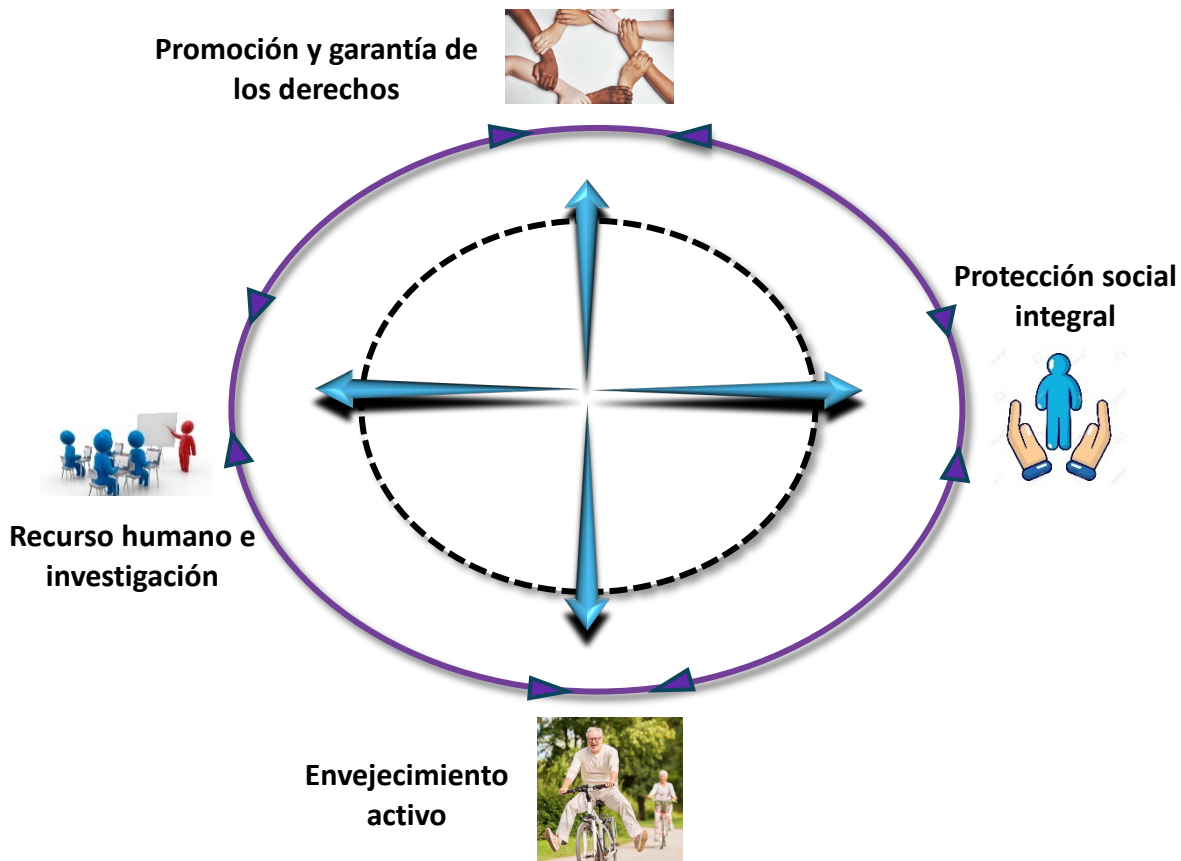 Promoción y garantía de
los derechos
Protección social
integral
Recurso humano e
investigación
Envejecimiento
activo